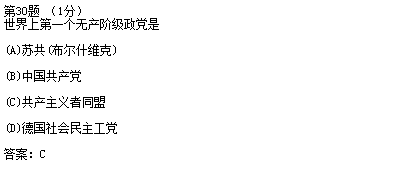 第30题 （1分）
世界上第一个无产阶级政党是
(A)苏共(布尔什维克)
(B)中国共产党
(C)共产主义者同盟
(D)德国社会民主工党
答案: C